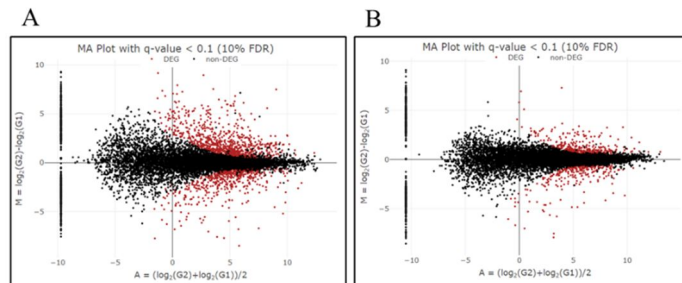 A
MA Plot with q-value < 0.1 (10% FDR)
DEG non-DEG
10
5
0
−5
M = log₂(G2)-log₂(G1)
−10 −5 0 5 10
A = (log₂(G2)+log₂(G1))/2
B
MA Plot with q-value < 0.1 (10% FDR)
DEG non-DEG
10
5
0
−5
M = log₂(G2)-log₂(G1)
−10 −5 0 5 10
A = (log₂(G2)+log₂(G1))/2